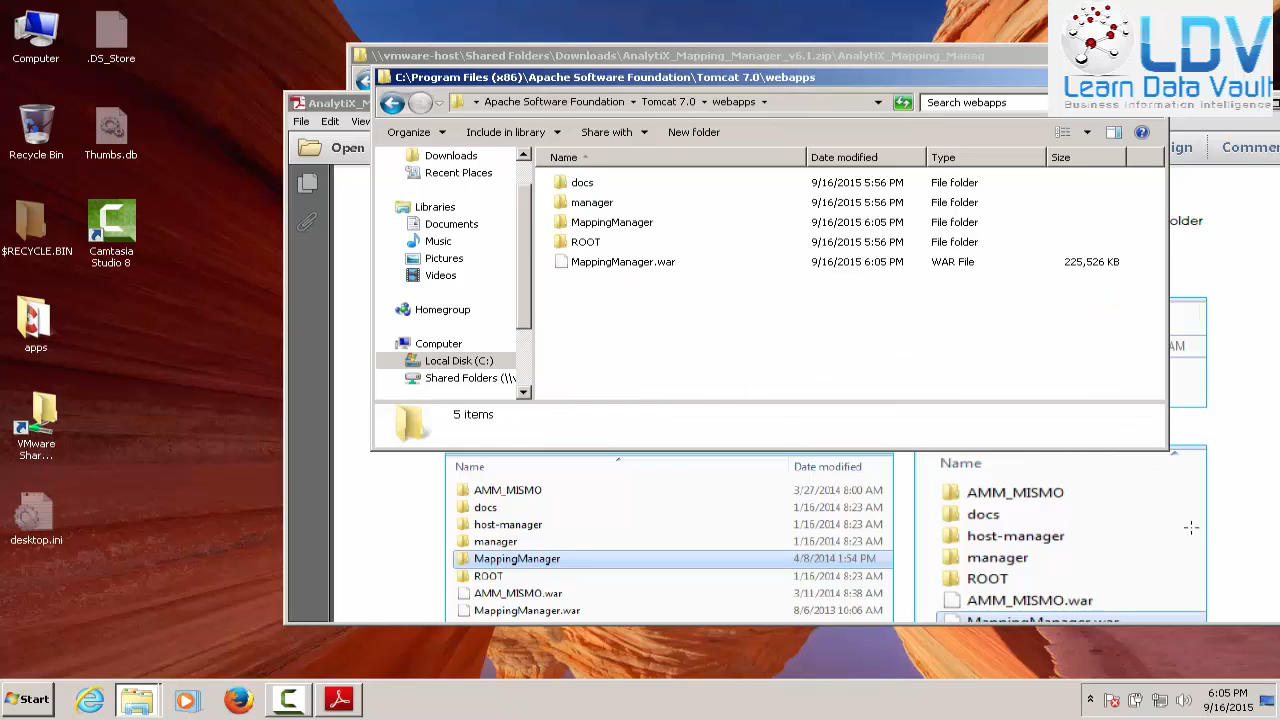 Computer
.DS_Store
Recycle Bin
Thumbs.db
$RECYCLE.BIN
Camtasia
Studio 8
apps
VMware
Shar...
desktop.ini
\\vmware-host\Shared Folders\Downloads\AnalytiX_Mapping_Manager_v6.1.zip\AnalytiX_Mapping_Manag
C:\Program Files (x86)\Apache Software Foundation\Tomcat 7.0\webapps
Apache Software Foundation Tomcat 7.0 webapps
Search webapps
Organize Include in library Share with New folder
Downloads
Recent Places
Libraries
Documents
Music
Pictures
Videos
Homegroup
Computer
Local Disk (C:)
Shared Folders (\\v
Name Date modified Type Size
docs 9/16/2015 5:56 PM File folder
manager 9/16/2015 5:56 PM File folder
MappingManager 9/16/2015 6:05 PM File folder
ROOT 9/16/2015 5:56 PM File folder
MappingManager.war 9/16/2015 6:05 PM WAR File 225,526 KB
5 items
LDV
Learn Data Vault
Business Information Intelligence
AnalytiX_M
File Edit Vie
Open
ign Commen
older
AM
Name Date modified
AMM_MISMO 3/27/2014 8:00 AM
docs 1/16/2014 8:23 AM
host-manager 1/16/2014 8:23 AM
manager 1/16/2014 8:23 AM
MappingManager 4/8/2014 1:54 PM
ROOT 1/16/2014 8:23 AM
AMM_MISMO.war 3/11/2014 8:38 AM
MappingManager.war 8/6/2013 10:06 AM
Name
AMM_MISMO
docs
host-manager
manager
ROOT
AMM_MISMO.war
MappingManager.war
Start
6:05 PM
9/16/2015